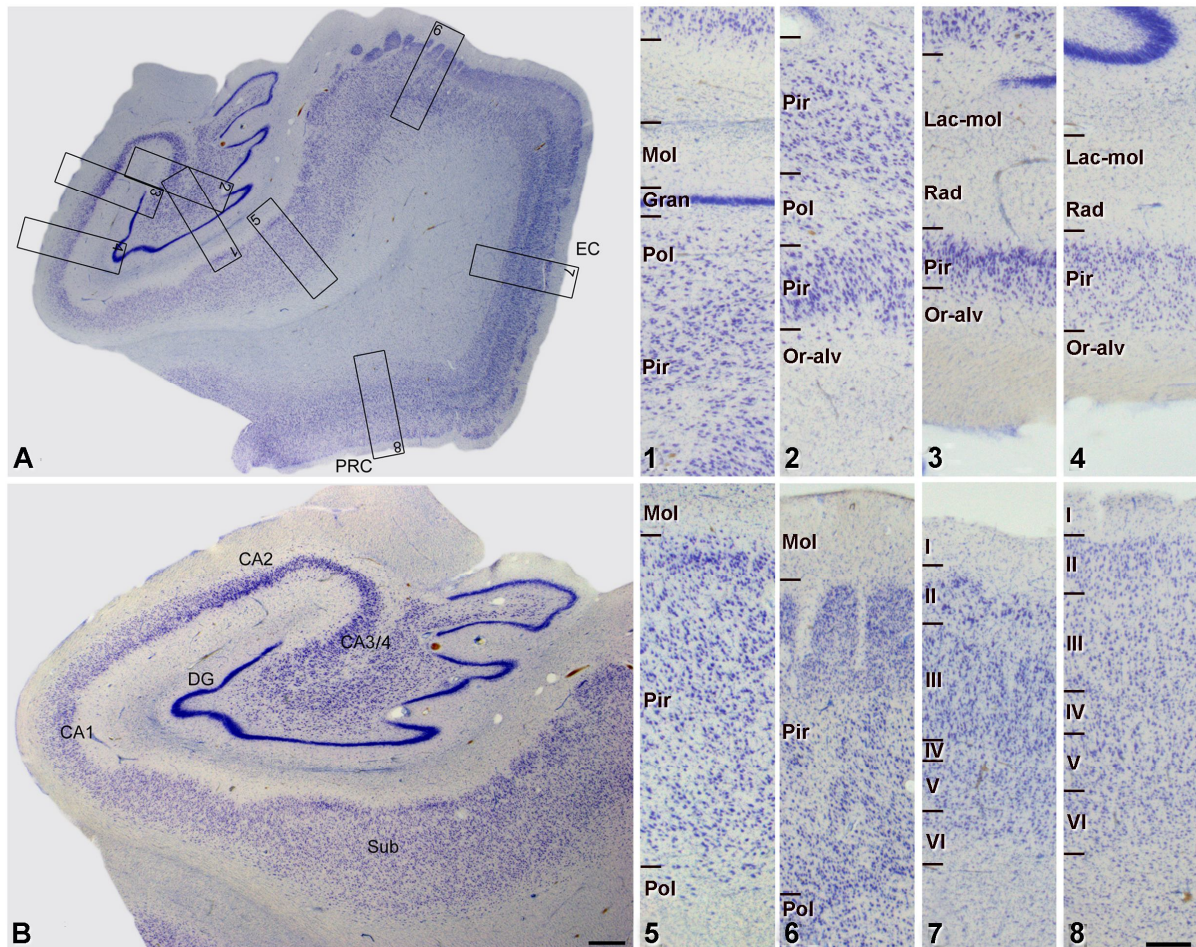 6
3
2
4
1
5
7
EC
8
PRC
A
Mol
Gran
Pol
Pir
1
Pir
Pol
Pir
Or-alv
2
Lac-mol
Rad
Pir
Or-alv
3
Lac-mol
Rad
Pir
Or-alv
4
CA2
CA3/4
DG
CA1
Sub
B
Mol
Pir
Pol
5
Mol
Pir
Pol
6
I
II
III
IV
V
VI
7
I
II
III
IV
V
VI
8